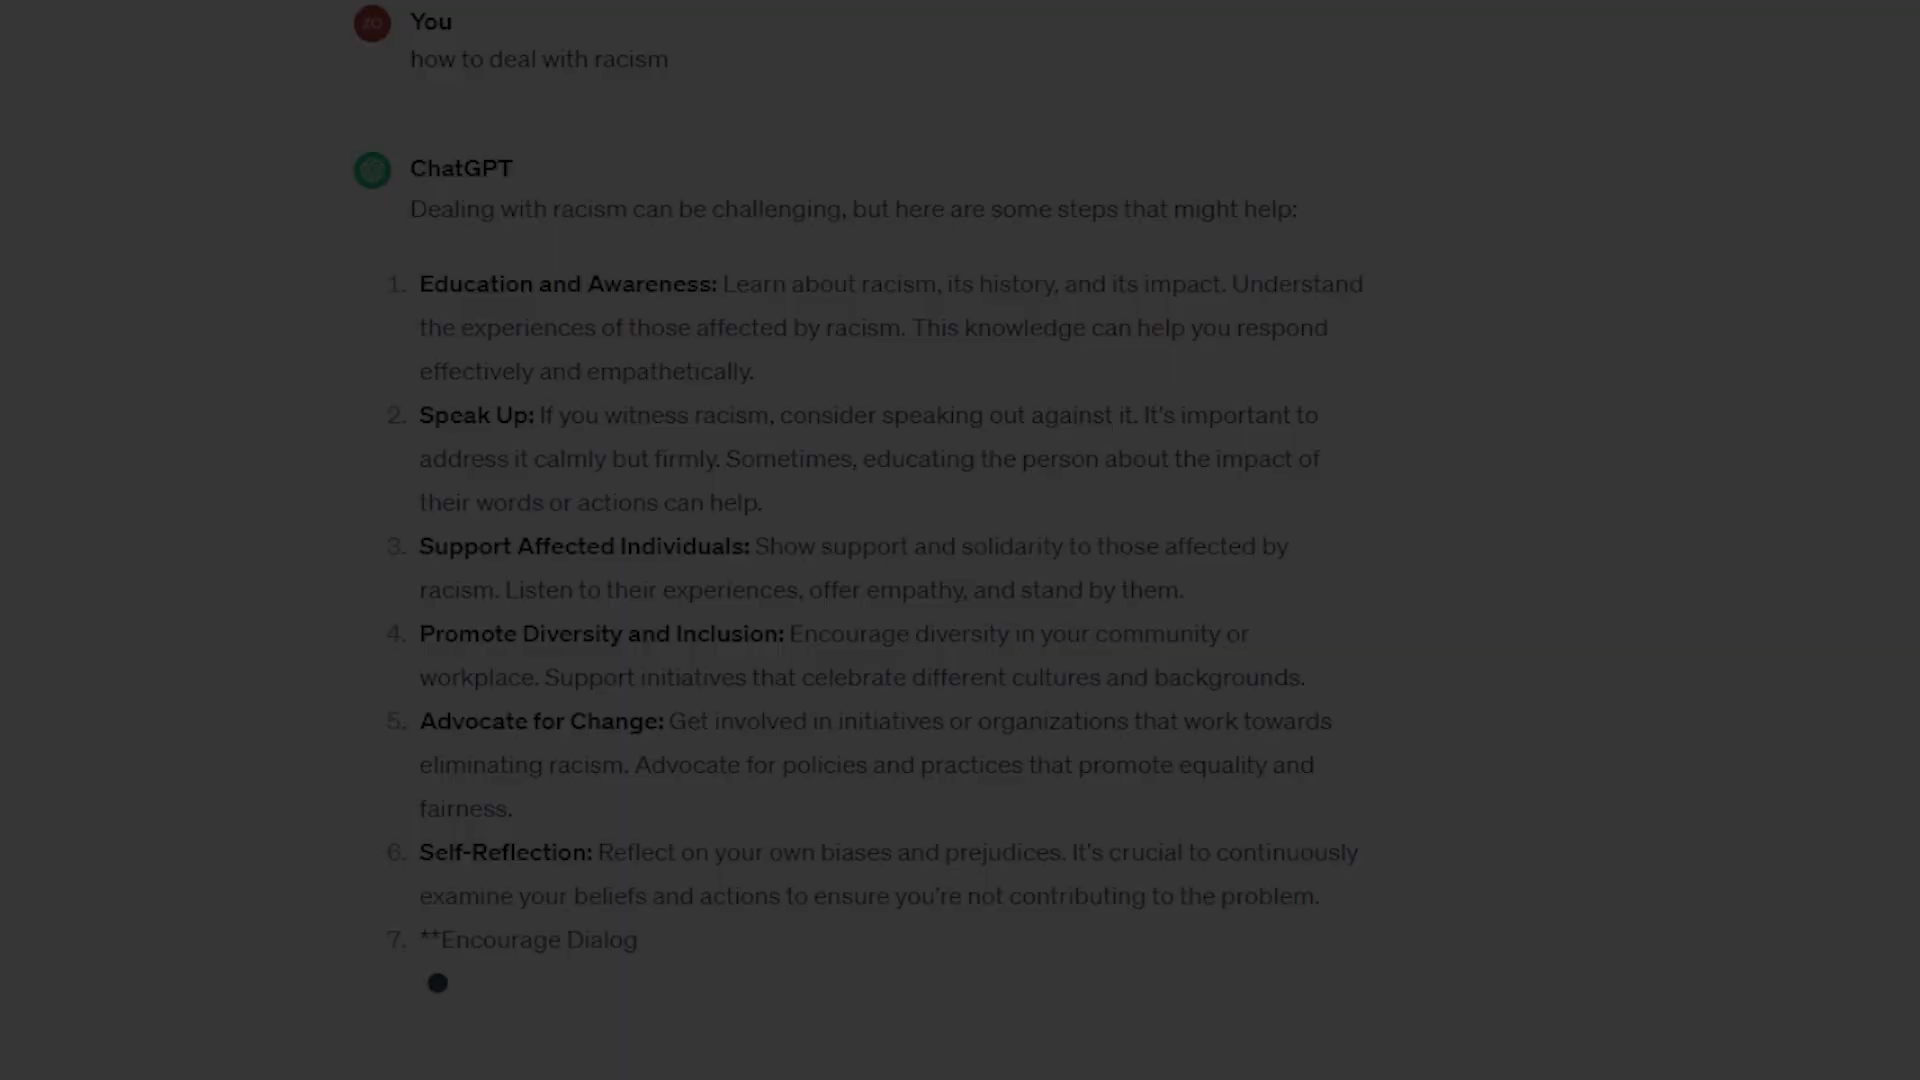 ZO
You
how to deal with racism
ChatGPT
Dealing with racism can be challenging, but here are some steps that might help:
1. Education and Awareness: Learn about racism, its history, and its impact. Understand
the experiences of those affected by racism. This knowledge can help you respond
effectively and empathetically.
2. Speak Up: If you witness racism, consider speaking out against it. It's important to
address it calmly but firmly. Sometimes, educating the person about the impact of
their words or actions can help.
3. Support Affected Individuals: Show support and solidarity to those affected by
racism. Listen to their experiences, offer empathy, and stand by them.
4. Promote Diversity and Inclusion: Encourage diversity in your community or
workplace. Support initiatives that celebrate different cultures and backgrounds.
5. Advocate for Change: Get involved in initiatives or organizations that work towards
eliminating racism. Advocate for policies and practices that promote equality and
fairness.
6. Self-Reflection: Reflect on your own biases and prejudices. It's crucial to continuously
examine your beliefs and actions to ensure you're not contributing to the problem.
7. **Encourage Dialog